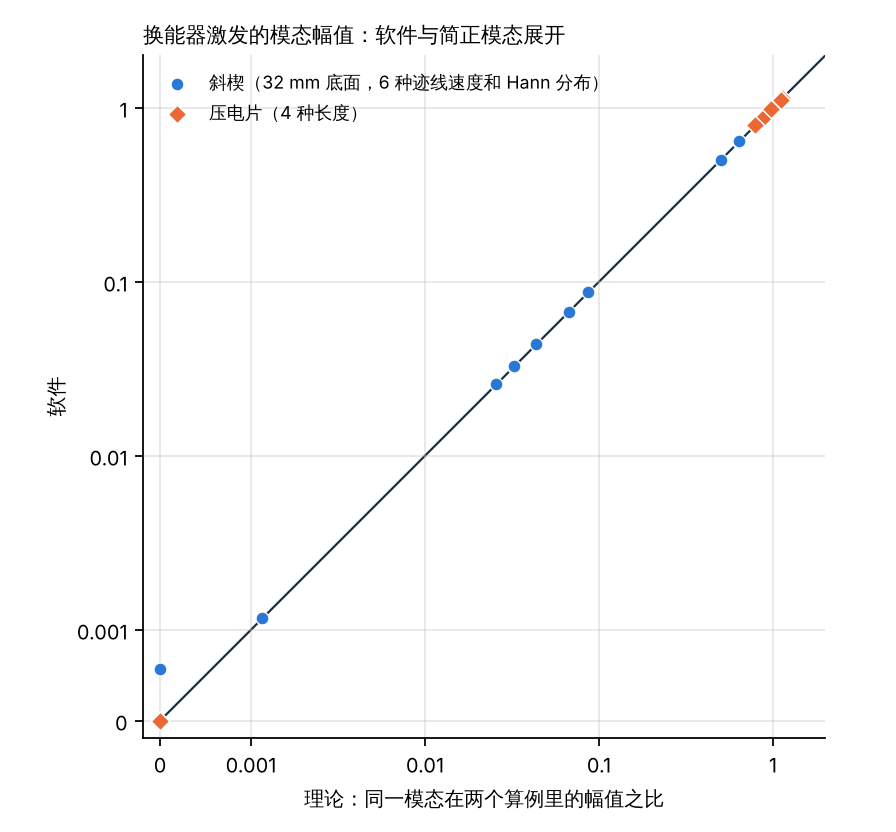 换能器激发的模态幅值：软件与简正模态展开
斜楔（32 mm 底面，6 种迹线速度和 Hann 分布）
压电片（4 种长度）
1
0.1
0.01
0.001
0
软件
0
0.001
0.01
0.1
1
理论：同一模态在两个算例里的幅值之比